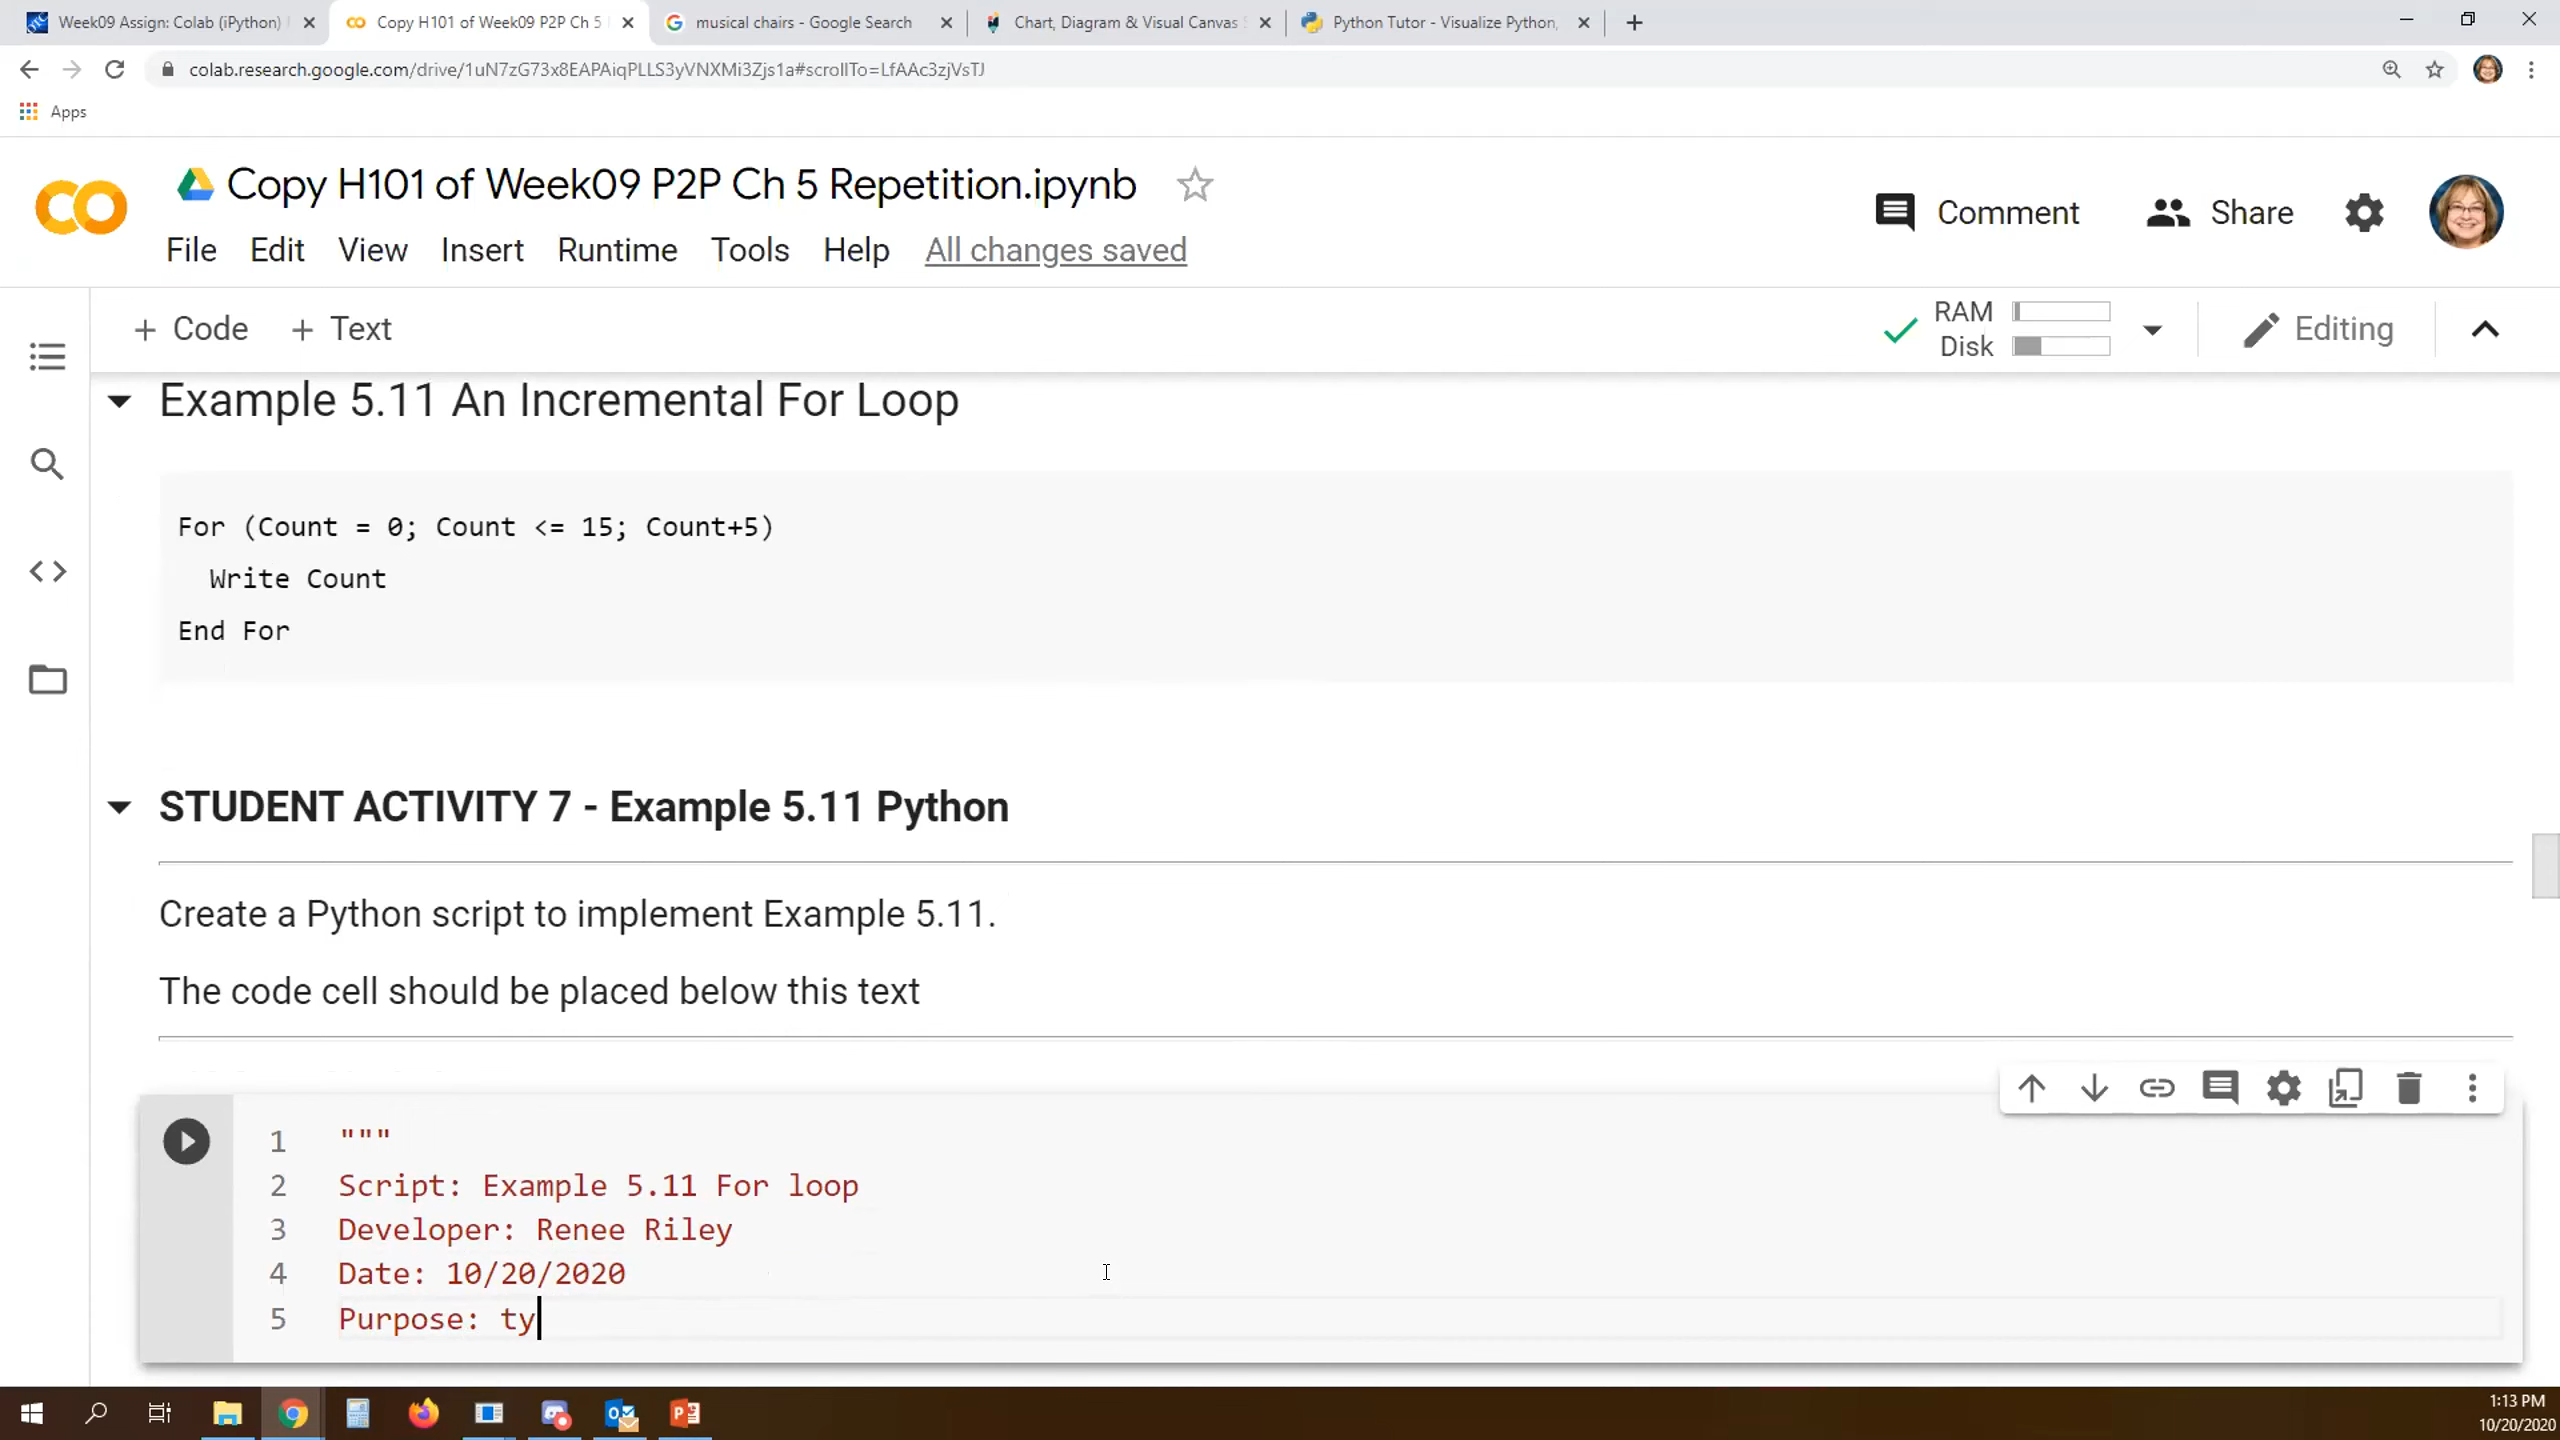 Week09 Assign: Colab (iPython)
Copy H101 of Week09 P2P Ch 5
musical chairs - Google Search
Chart, Diagram & Visual Canvas
Python Tutor - Visualize Python,
colab.research.google.com/drive/1uN7zG73x8EAPAiqPLLS3yVNXMi3Zjs1a#scrollTo=LfAAc3zjVsTJ
Apps
CO
Copy H101 of Week09 P2P Ch 5 Repetition.ipynb
Comment
Share
File Edit View Insert Runtime Tools Help All changes saved
+ Code + Text
RAM
Disk
Editing
Example 5.11 An Incremental For Loop
For (Count = 0; Count <= 15; Count+5)
Write Count
End For
STUDENT ACTIVITY 7 - Example 5.11 Python
Create a Python script to implement Example 5.11.
The code cell should be placed below this text
1 """
2 Script: Example 5.11 For loop
3 Developer: Renee Riley
4 Date: 10/20/2020
5 Purpose: ty
1:13 PM
10/20/2020